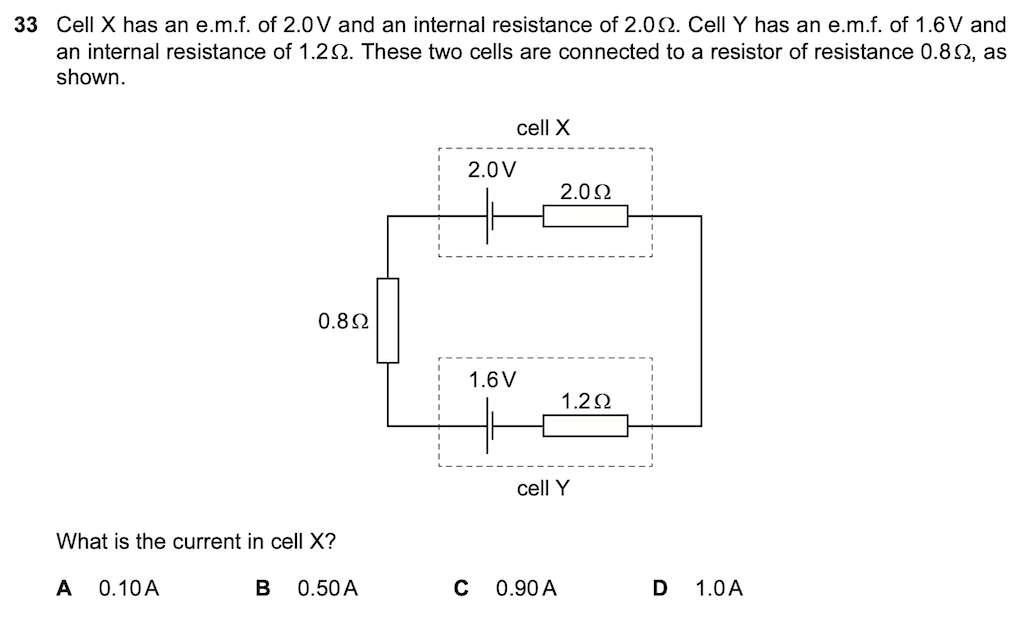 33 Cell X has an e.m.f. of 2.0 V and an internal resistance of 2.0 Ω. Cell Y has an e.m.f. of 1.6 V and
an internal resistance of 1.2 Ω. These two cells are connected to a resistor of resistance 0.8 Ω, as
shown.
cell X
2.0 V
2.0 Ω
0.8 Ω
1.6 V
1.2 Ω
cell Y
What is the current in cell X?
A 0.10 A B 0.50 A C 0.90 A D 1.0 A